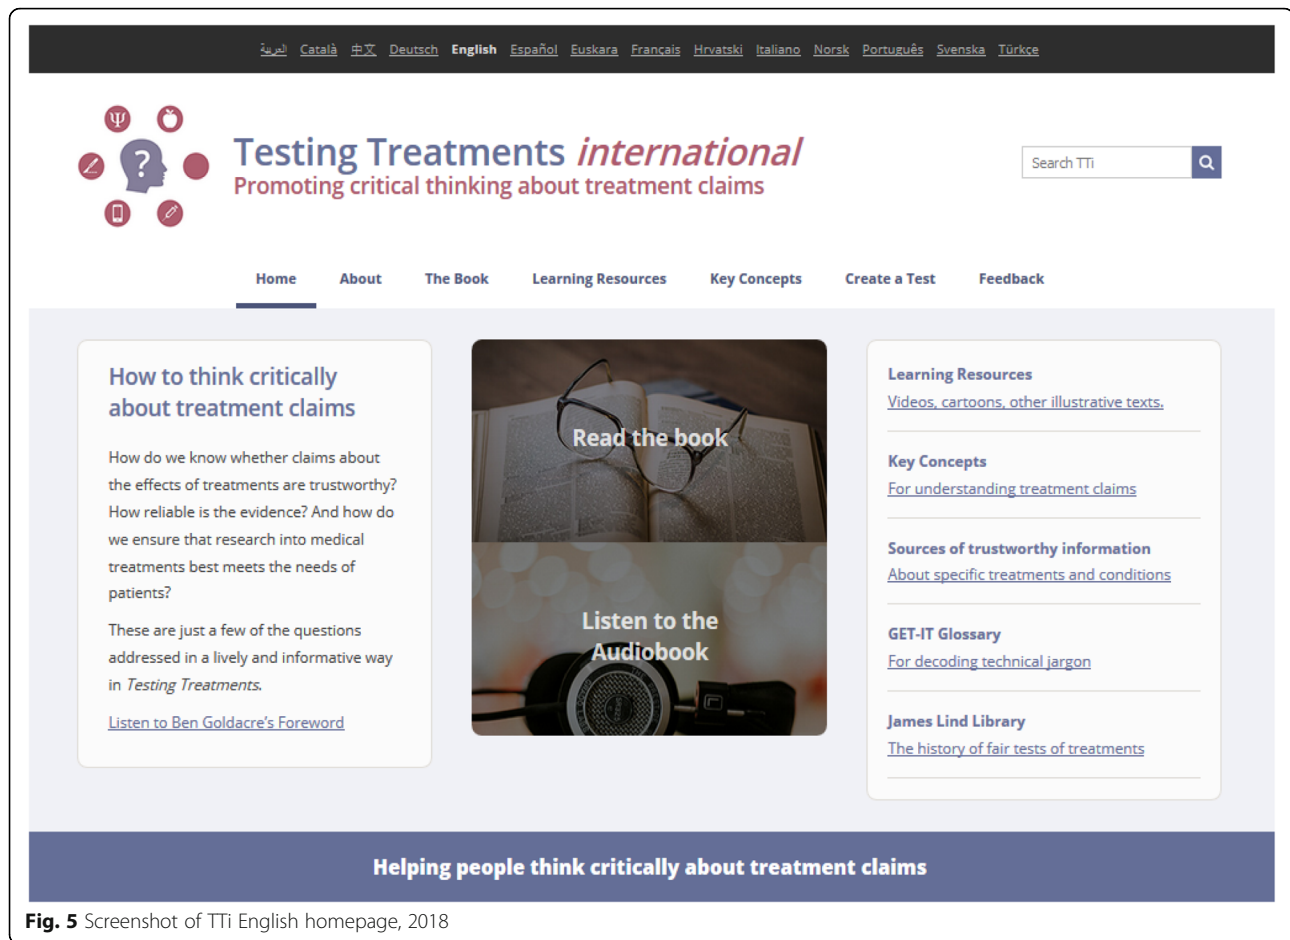 العربية Català 中文 Deutsch English Español Euskara Français Hrvatski Italiano Norsk Português Svenska Türkçe
Testing Treatments international
Promoting critical thinking about treatment claims
Search TTi
Home About The Book Learning Resources Key Concepts Create a Test Feedback
How to think critically
about treatment claims
How do we know whether claims about
the effects of treatments are trustworthy?
How reliable is the evidence? And how do
we ensure that research into medical
treatments best meets the needs of
patients?
These are just a few of the questions
addressed in a lively and informative way
in Testing Treatments.
Listen to Ben Goldacre's Foreword
Read the book
Listen to the
Audiobook
Learning Resources
Videos, cartoons, other illustrative texts.
Key Concepts
For understanding treatment claims
Sources of trustworthy information
About specific treatments and conditions
GET-IT Glossary
For decoding technical jargon
James Lind Library
The history of fair tests of treatments
Helping people think critically about treatment claims
Fig. 5 Screenshot of TTi English homepage, 2018